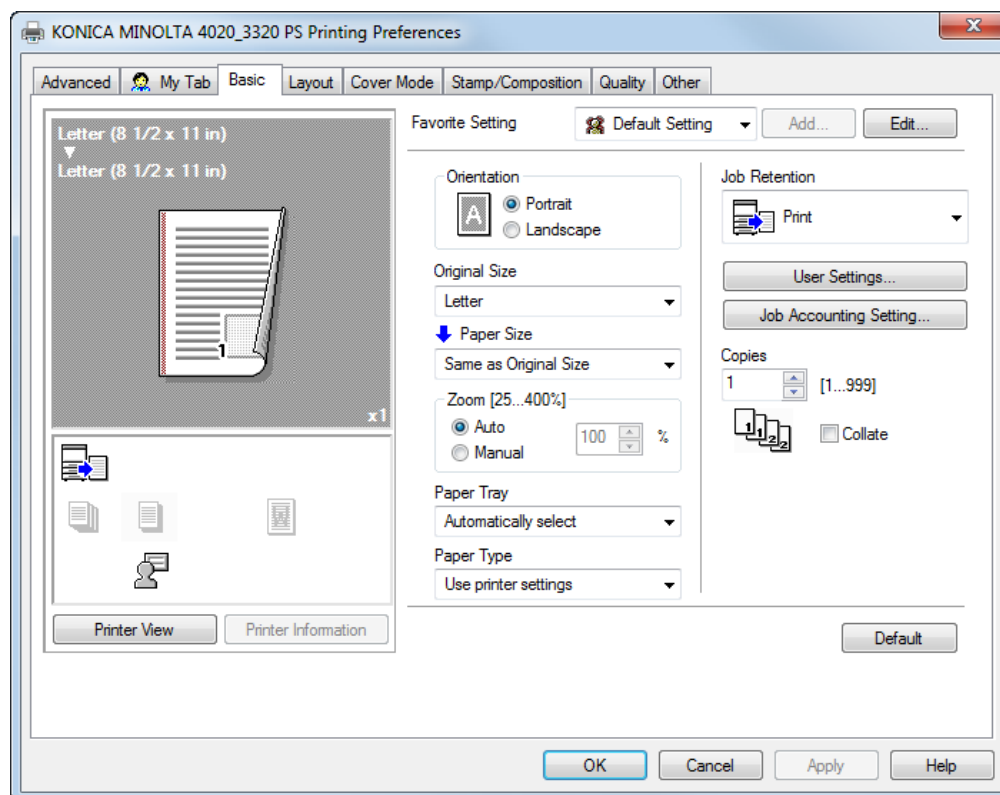 KONICA MINOLTA 4020_3320 PS Printing Preferences
Advanced My Tab Basic Layout Cover Mode Stamp/Composition Quality Other
Letter (8 1/2 x 11 in)
Letter (8 1/2 x 11 in)
1
x1
Printer View Printer Information
Favorite Setting Default Setting Add... Edit...
Orientation
A
Portrait
Landscape
Original Size
Letter
Paper Size
Same as Original Size
Zoom [25...400%]
Auto
Manual
100 %
Paper Tray
Automatically select
Paper Type
Use printer settings
Job Retention
Print
User Settings...
Job Accounting Setting...
Copies
1 [1...999]
1 1 2 2
Collate
Default
OK Cancel Apply Help